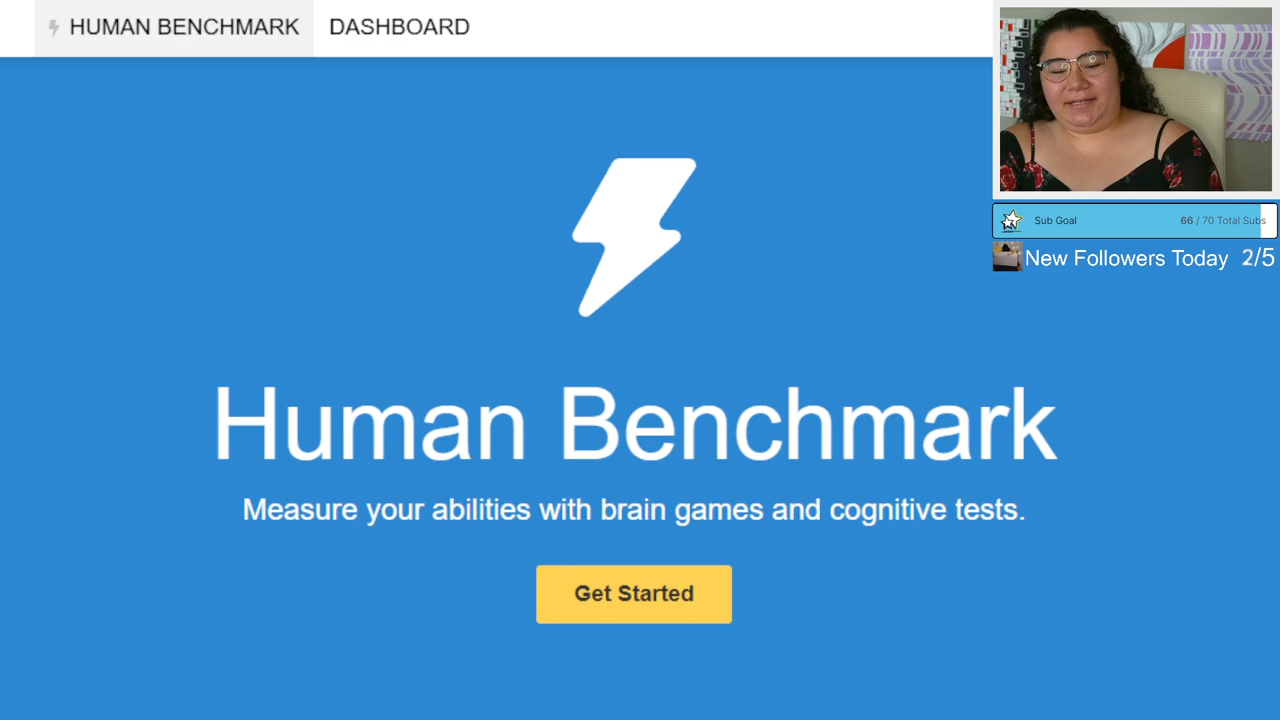 HUMAN BENCHMARK DASHBOARD
Sub Goal 66 / 70 Total Subs
New Followers Today 2/5
Human Benchmark
Measure your abilities with brain games and cognitive tests.
Get Started